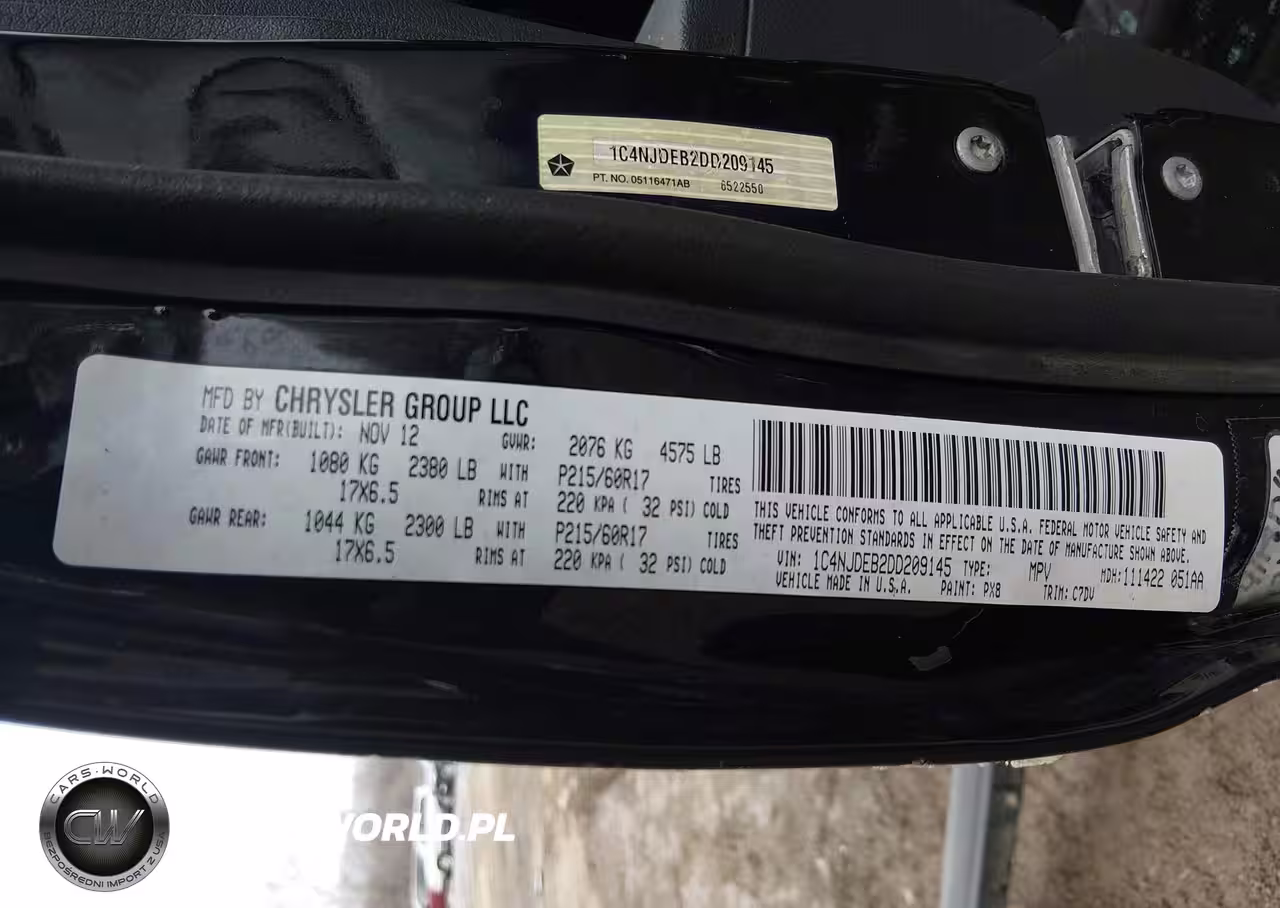 1C4NJDEB2DD209145
PT. NO. 05116471AB 6522550
MFD BY CHRYSLER GROUP LLC
DATE OF MFR(BUILT): NOV 12 GVWR: 2076 KG 4575 LB
GAWR FRONT: 1080 KG 2380 LB WITH P215/60R17 TIRES
17X6.5 RIMS AT 220 KPA ( 32 PSI) COLD
GAWR REAR: 1044 KG 2300 LB WITH P215/60R17 TIRES
17X6.5 RIMS AT 220 KPA ( 32 PSI) COLD
THIS VEHICLE CONFORMS TO ALL APPLICABLE U.S.A. FEDERAL MOTOR VEHICLE SAFETY AND
THEFT PREVENTION STANDARDS IN EFFECT ON THE DATE OF MANUFACTURE SHOWN ABOVE.
VIN: 1C4NJDEB2DD209145 TYPE: MPV MDH: 111422 051AA
VEHICLE MADE IN U.S.A. PAINT: PX8 TRIM: C7DV
CARS-WORLD
CW
BEZPOŚREDNI IMPORT Z USA
WORLD.PL